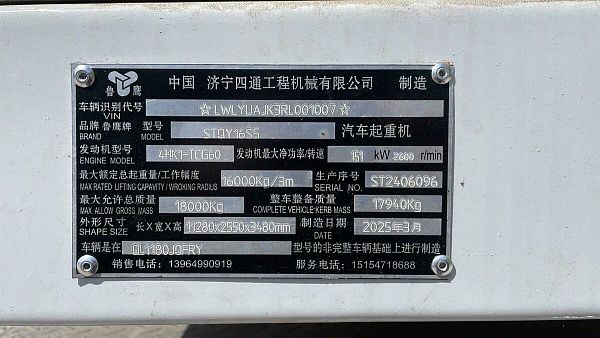 鲁鹰 中国 济宁四通工程机械有限公司 制造
车辆识别代号 VIN ☆LWLYUAJK3RL001007☆
品牌 鲁鹰牌 BRAND 型号 MODEL STQY16S5 汽车起重机
发动机型号 ENGINE MODEL 4HK1-TCG60 发动机最大净功率/转速 151 kW 2600 r/min
最大额定总起重量/工作幅度 MAX RATED LIFTING CAPAVITY / WROKING RADIUS 16000Kg/3m 生产序号 SERIAL NO. ST2406096
最大允许总质量 MAX ALLOW GROSS MASS 18000Kg 整车整备质量 COMPLETE VEHICLE KERB MASS 17940Kg
外形尺寸 SHAPE SIZE 长X宽X高 11280x2550x3480mm 制造日期 DATE 2025年3月
车辆是在 QL1180JQFRY 型号的非完整车辆基础上进行制造
销售电话：13964990919 服务电话：15154718688